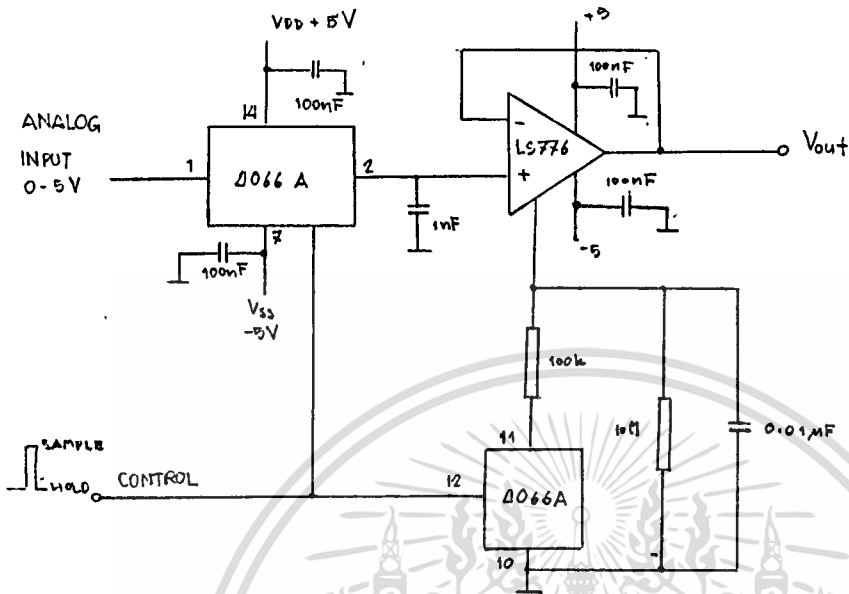 VDD + 5V
14
100nF
ANALOG
INPUT
0-5V
1
4066 A
2
7
100nF
VSS
-5V
1nF
+5
100nF
-
LS776
+
100nF
-5
Vout
100k
10M
0.01µF
11
SAMPLE
HOLD
CONTROL
12
4066A
10